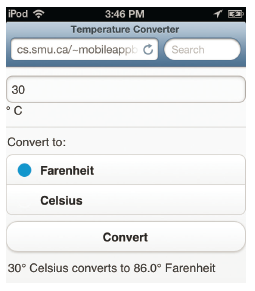 iPod 3:46 PM
Temperature Converter
cs.smu.ca/~mobileappb Search
30
° C
Convert to:
Farenheit
Celsius
Convert
30° Celsius converts to 86.0° Farenheit